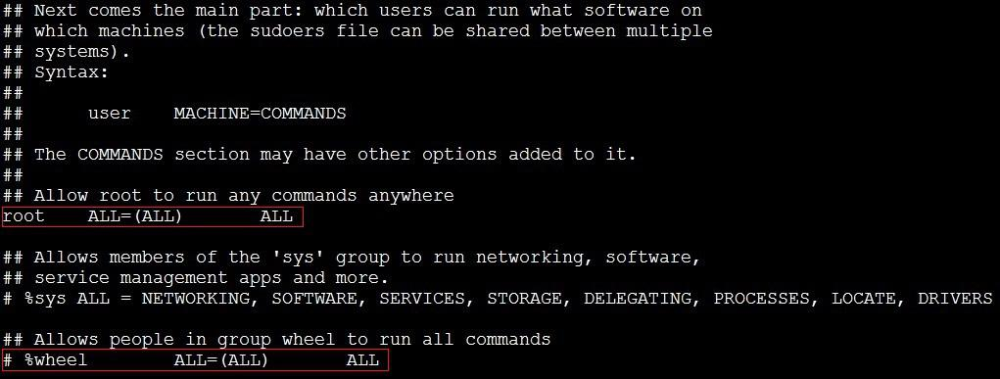 ## Next comes the main part: which users can run what software on
## which machines (the sudoers file can be shared between multiple
## systems).
## Syntax:
##
##      user    MACHINE=COMMANDS
##
## The COMMANDS section may have other options added to it.
##
## Allow root to run any commands anywhere
root    ALL=(ALL)       ALL
## Allows members of the 'sys' group to run networking, software,
## service management apps and more.
# %sys ALL = NETWORKING, SOFTWARE, SERVICES, STORAGE, DELEGATING, PROCESSES, LOCATE, DRIVERS
## Allows people in group wheel to run all commands
# %wheel        ALL=(ALL)       ALL